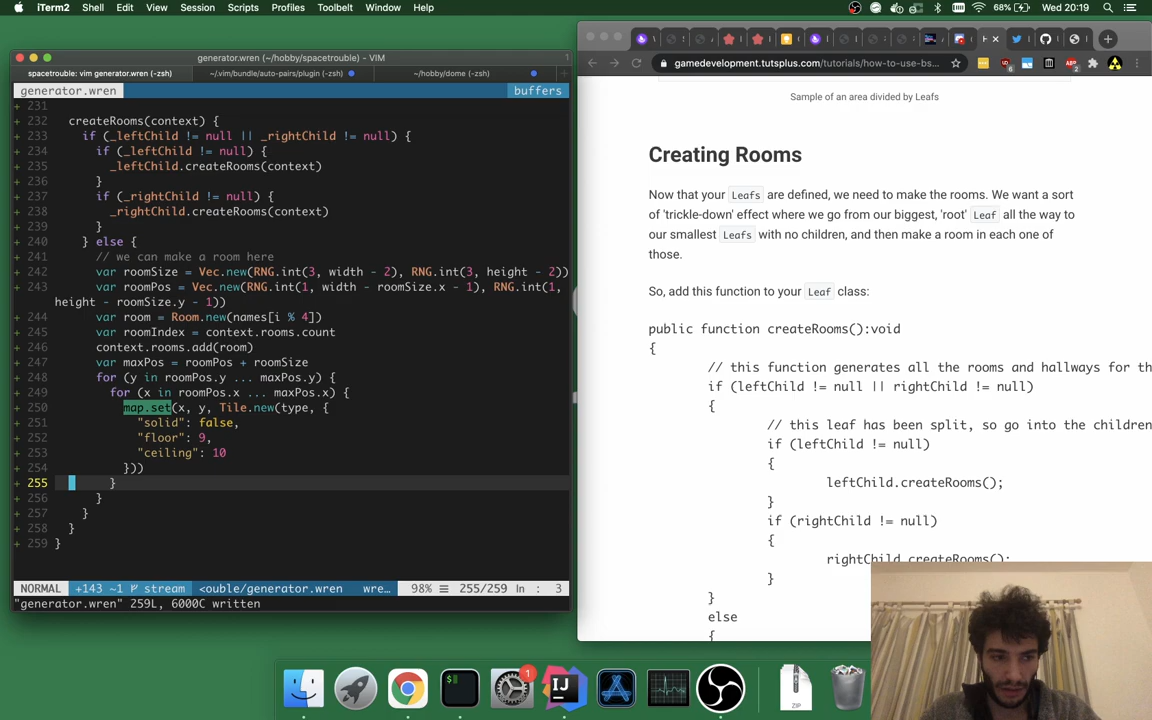 iTerm2 Shell Edit View Session Scripts Profiles Toolbelt Window Help
68% Wed 20:19
generator.wren (~/hobby/spacetrouble) - VIM
spacetrouble: vim generator.wren (-zsh) ~/.vim/bundle/auto-pairs/plugin (-zsh) ~/hobby/dome (-zsh)
generator.wren buffers
+ 231
+ 232 createRooms(context) {
+ 233 if (_leftChild != null || _rightChild != null) {
+ 234 if (_leftChild != null) {
+ 235 _leftChild.createRooms(context)
+ 236 }
+ 237 if (_rightChild != null) {
+ 238 _rightChild.createRooms(context)
+ 239 }
+ 240 } else {
+ 241 // we can make a room here
+ 242 var roomSize = Vec.new(RNG.int(3, width - 2), RNG.int(3, height - 2))
+ 243 var roomPos = Vec.new(RNG.int(1, width - roomSize.x - 1), RNG.int(1,
height - roomSize.y - 1))
+ 244 var room = Room.new(names[i % 4])
+ 245 var roomIndex = context.rooms.count
+ 246 context.rooms.add(room)
+ 247 var maxPos = roomPos + roomSize
+ 248 for (y in roomPos.y ... maxPos.y) {
+ 249 for (x in roomPos.x ... maxPos.x) {
+ 250 map.set(x, y, Tile.new(type, {
+ 251 "solid": false,
+ 252 "floor": 9,
+ 253 "ceiling": 10
+ 254 }))
+ 255 }
+ 256 }
+ 257 }
+ 258 }
+ 259 }
NORMAL +143 ~1 stream <ouble/generator.wren wre… 98% 255/259 ln : 3
"generator.wren" 259L, 6000C written
gamedevelopment.tutsplus.com/tutorials/how-to-use-bs…
Sample of an area divided by Leafs
Creating Rooms
Now that your Leafs are defined, we need to make the rooms. We want a sort
of 'trickle-down' effect where we go from our biggest, 'root' Leaf all the way to
our smallest Leafs with no children, and then make a room in each one of
those.
So, add this function to your Leaf class:
public function createRooms():void
{
// this function generates all the rooms and hallways for th
if (leftChild != null || rightChild != null)
{
// this leaf has been split, so go into the children
if (leftChild != null)
{
leftChild.createRooms();
}
if (rightChild != null)
{
rightChild.createRooms();
}
}
else
{
1
$
IJ
ZIP